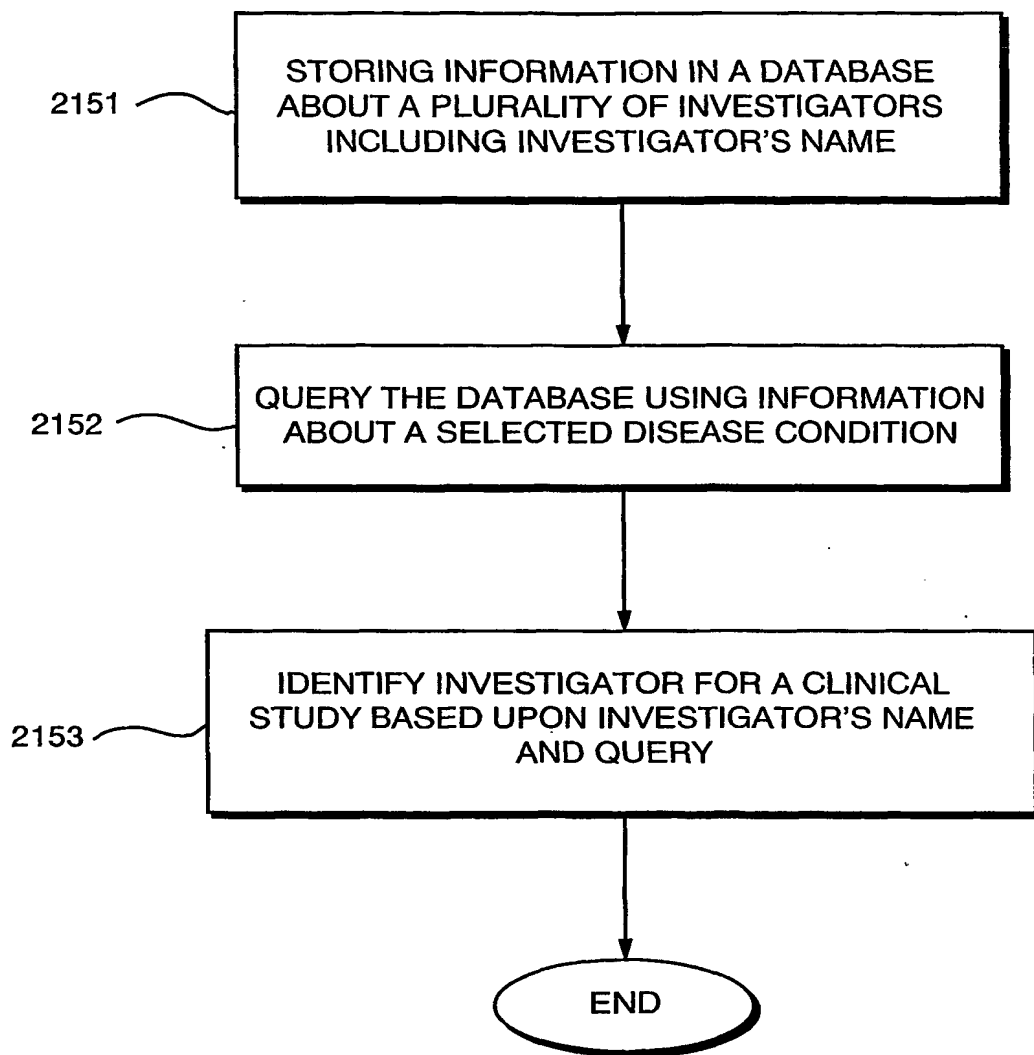 2151
STORING INFORMATION IN A DATABASE
ABOUT A PLURALITY OF INVESTIGATORS
INCLUDING INVESTIGATOR'S NAME
2152
QUERY THE DATABASE USING INFORMATION
ABOUT A SELECTED DISEASE CONDITION
2153
IDENTIFY INVESTIGATOR FOR A CLINICAL
STUDY BASED UPON INVESTIGATOR'S NAME
AND QUERY
END